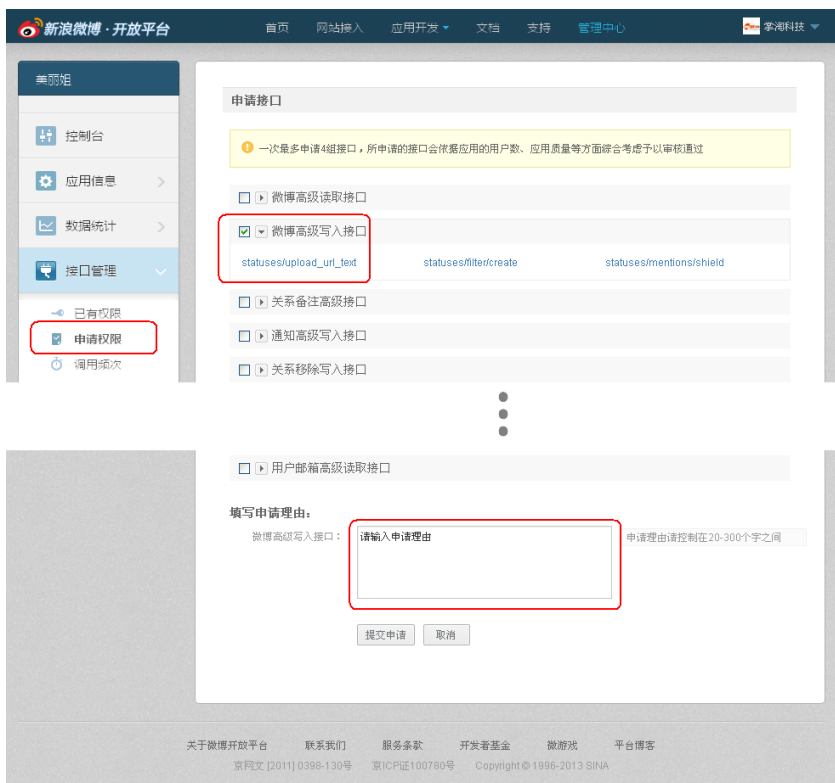 新浪微博·开放平台 首页 网站接入 应用开发 文档 支持 管理中心 掌淘科技
美丽姐
控制台
应用信息
数据统计
接口管理
已有权限
申请权限
调用频次
申请接口
一次最多申请4组接口，所申请的接口会依据应用的用户数、应用质量等方面综合考虑予以审核通过
微博高级读取接口
微博高级写入接口
statuses/upload_url_text statuses/filter/create statuses/mentions/shield
关系备注高级接口
通知高级写入接口
关系移除写入接口
用户邮箱高级读取接口
填写申请理由：
微博高级写入接口： 请输入申请理由 申请理由请控制在20-300个字之间
提交申请 取消
关于微博开放平台 联系我们 服务条款 开发者基金 微游戏 平台博客
京网文 [2011] 0398-130号 京ICP证100780号 Copyright © 1996-2013 SINA